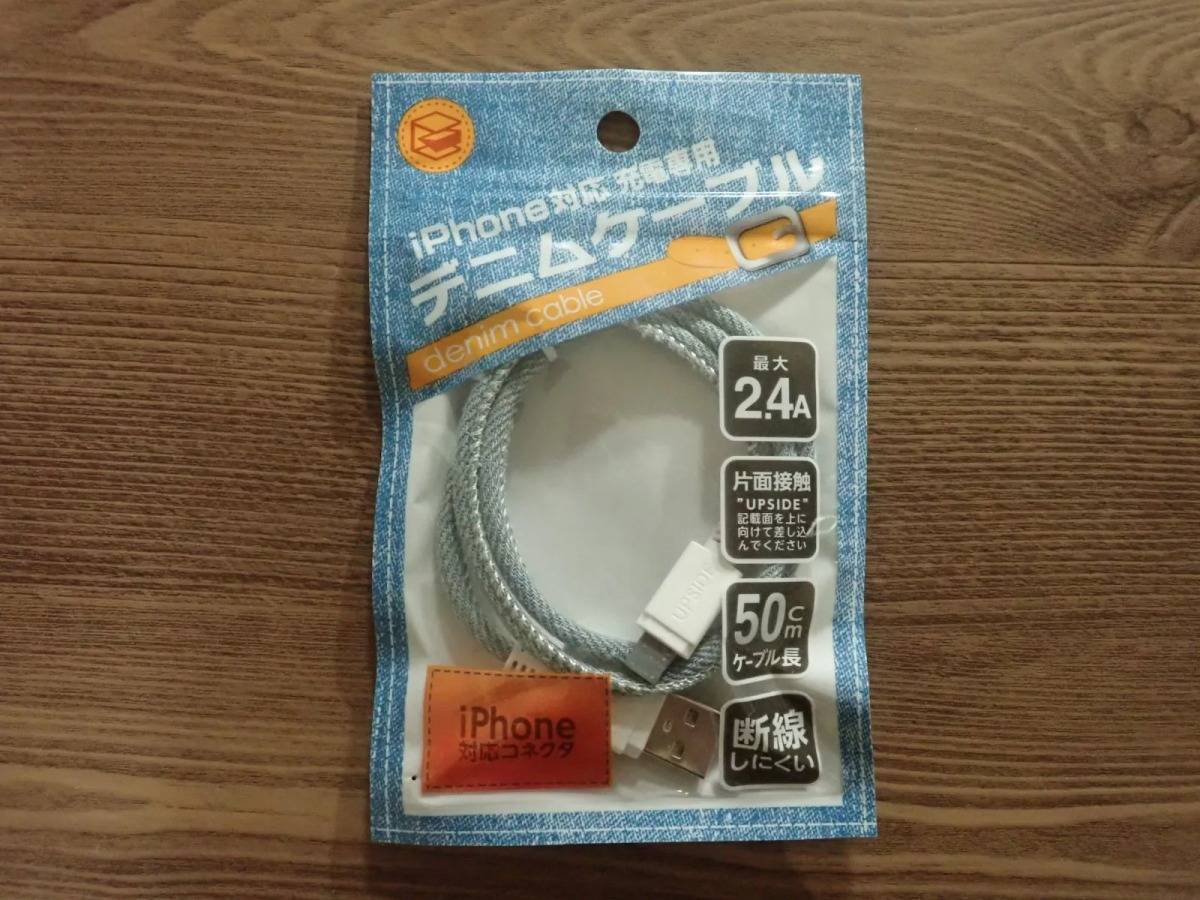 iPhone対応 充電専用
デニムケーブル
denim cable
最大
2.4A
片面接触
"UPSIDE"
記載面を上に
向けて差し込
んでください
UPSIDE
50cm
ケーブル長
iPhone
対応コネクタ
断線
しにくい